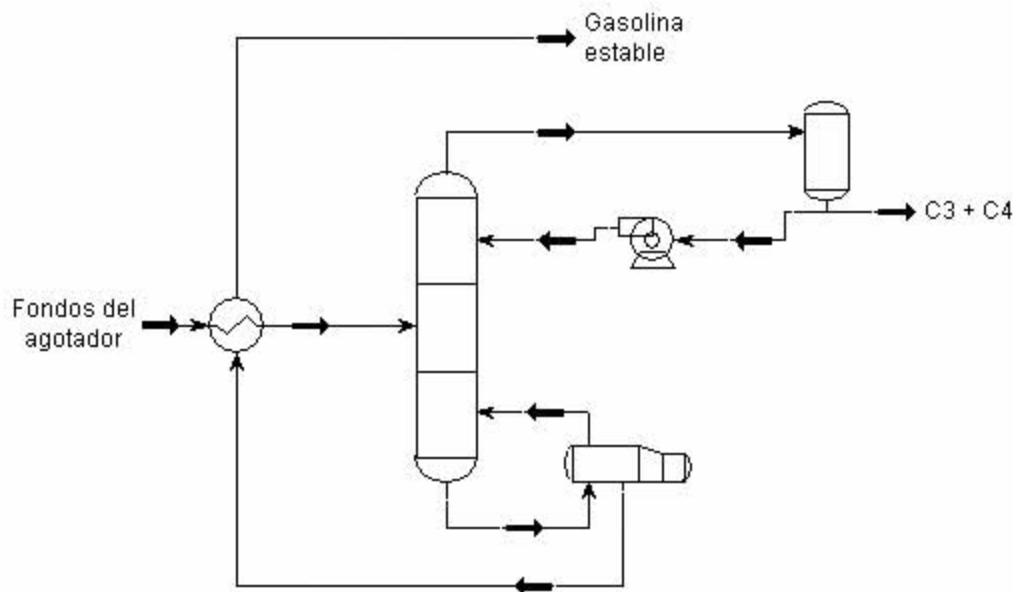 Gasolina
estable
C3 + C4
Fondos del
agotador